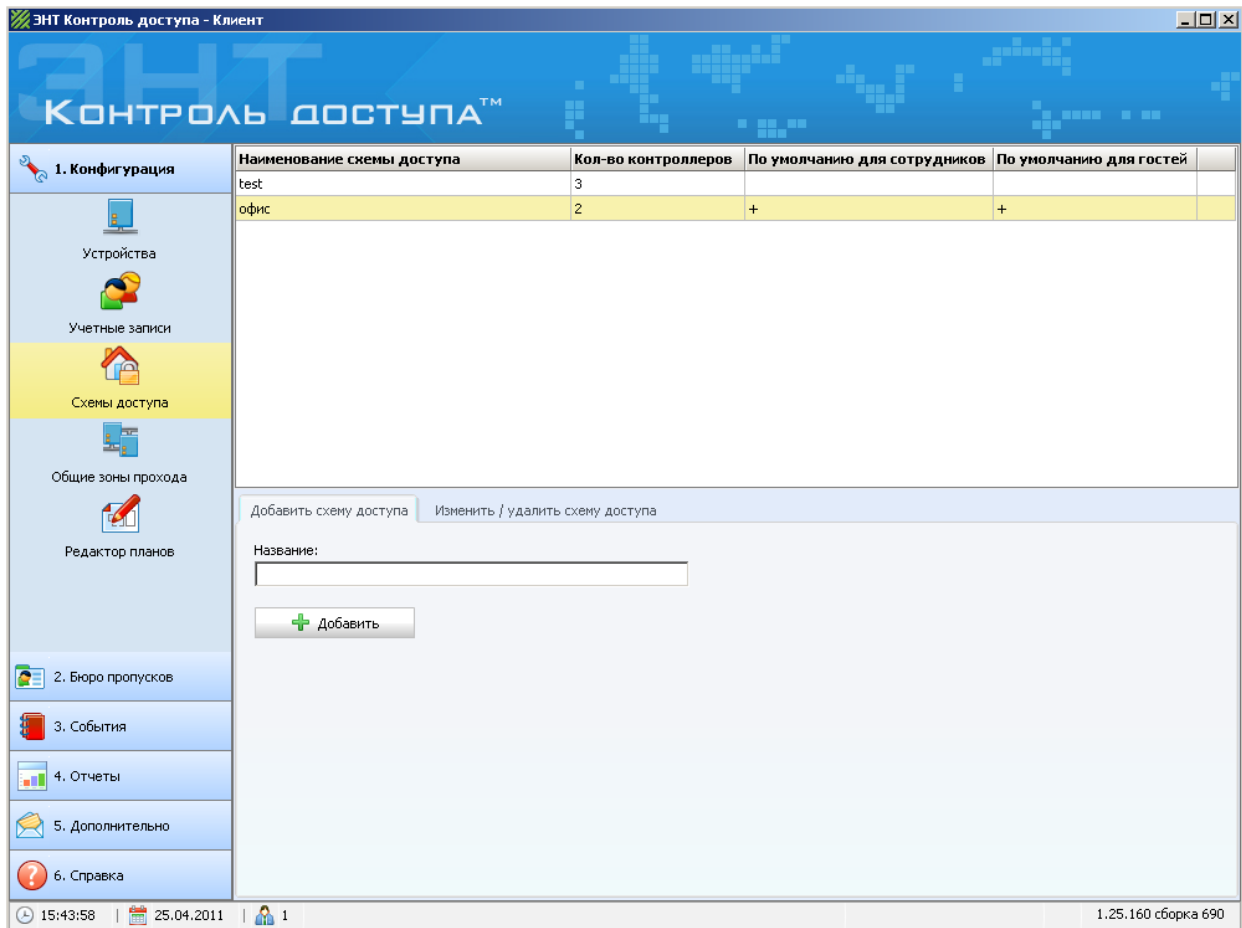 ЭНТ Контроль доступа - Клиент
ЭНТ
Контроль доступа™
1. Конфигурация
Устройства
Учетные записи
Схемы доступа
Общие зоны прохода
Редактор планов
2. Бюро пропусков
3. События
4. Отчеты
5. Дополнительно
6. Справка
Наименование схемы доступа Кол-во контроллеров По умолчанию для сотрудников По умолчанию для гостей
test 3
офис 2 + +
Добавить схему доступа Изменить / удалить схему доступа
Название:
Добавить
15:43:58 | 25.04.2011 | 1 1.25.160 сборка 690